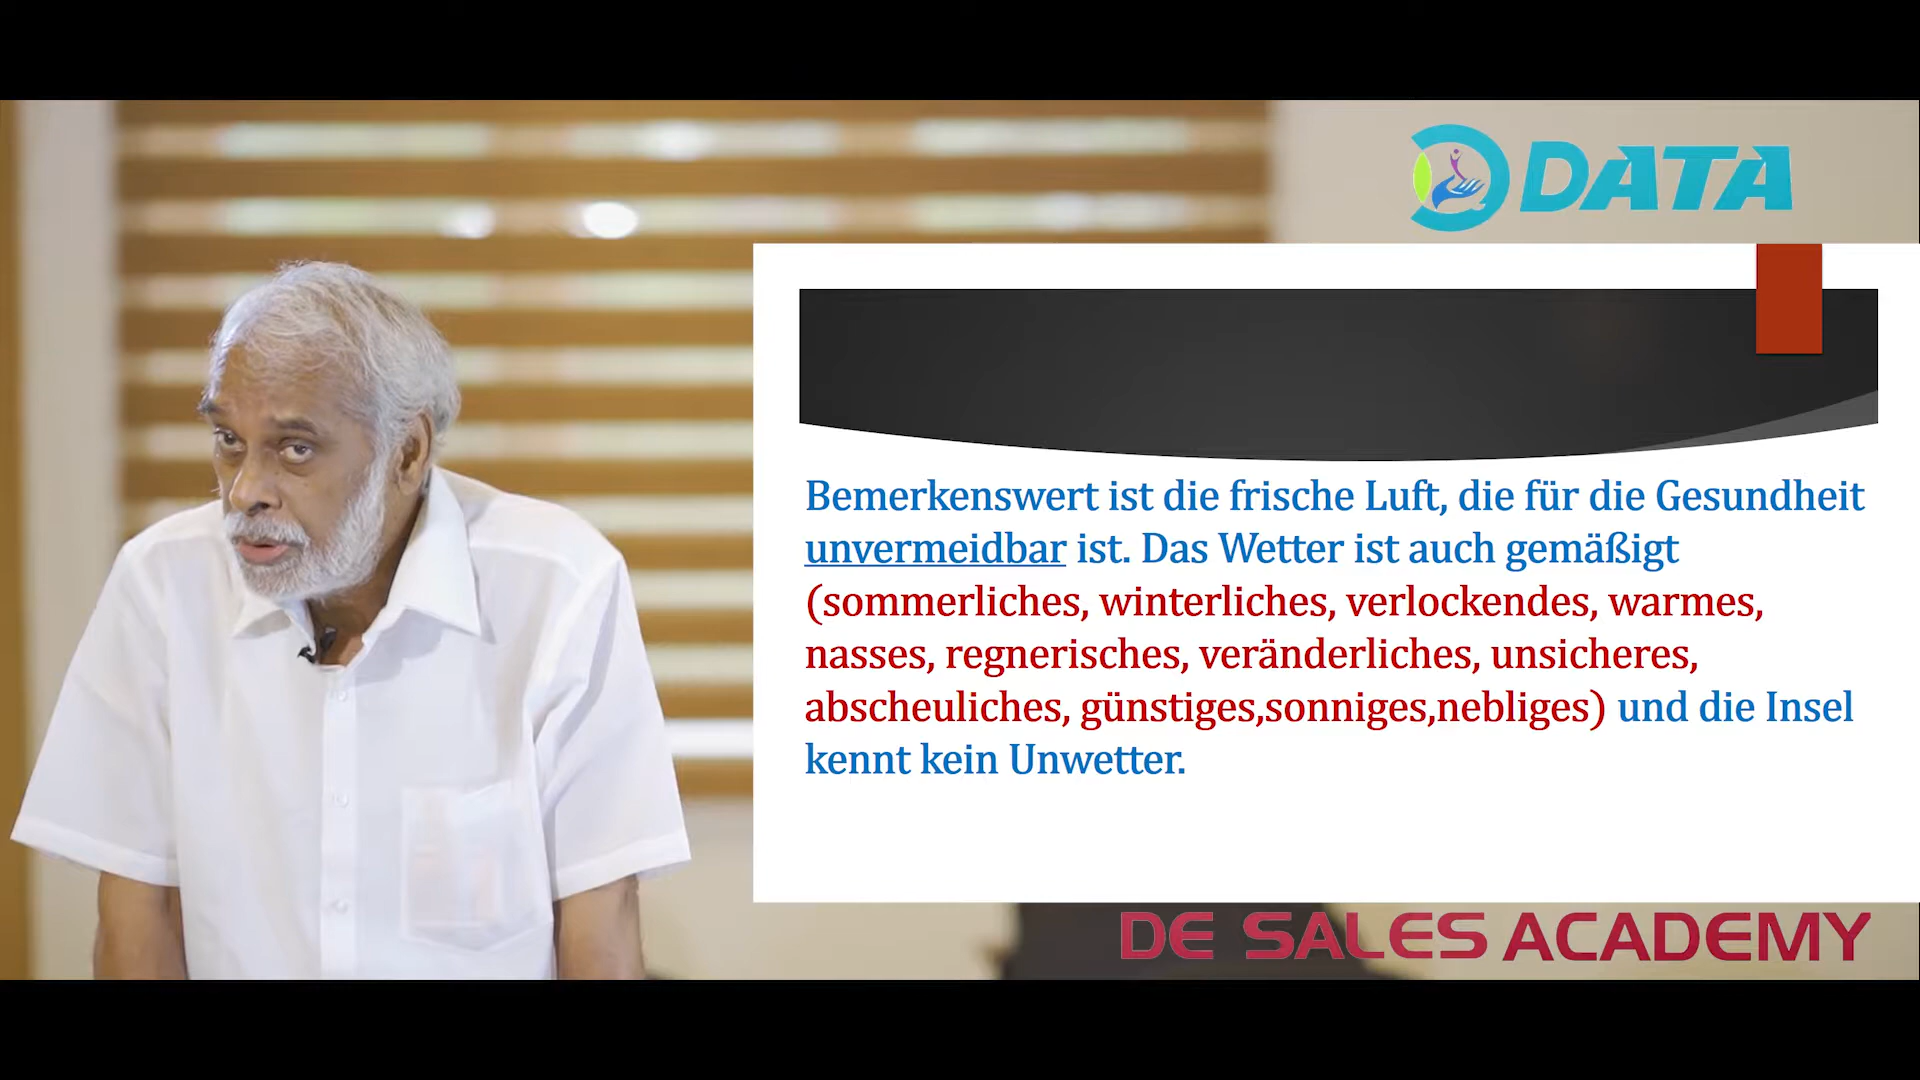 DATA
Bemerkenswert ist die frische Luft, die für die Gesundheit
unvermeidbar ist. Das Wetter ist auch gemäßigt
(sommerliches, winterliches, verlockendes, warmes,
nasses, regnerisches, veränderliches, unsicheres,
abscheuliches, günstiges,sonniges,nebliges) und die Insel
kennt kein Unwetter.
DE SALES ACADEMY